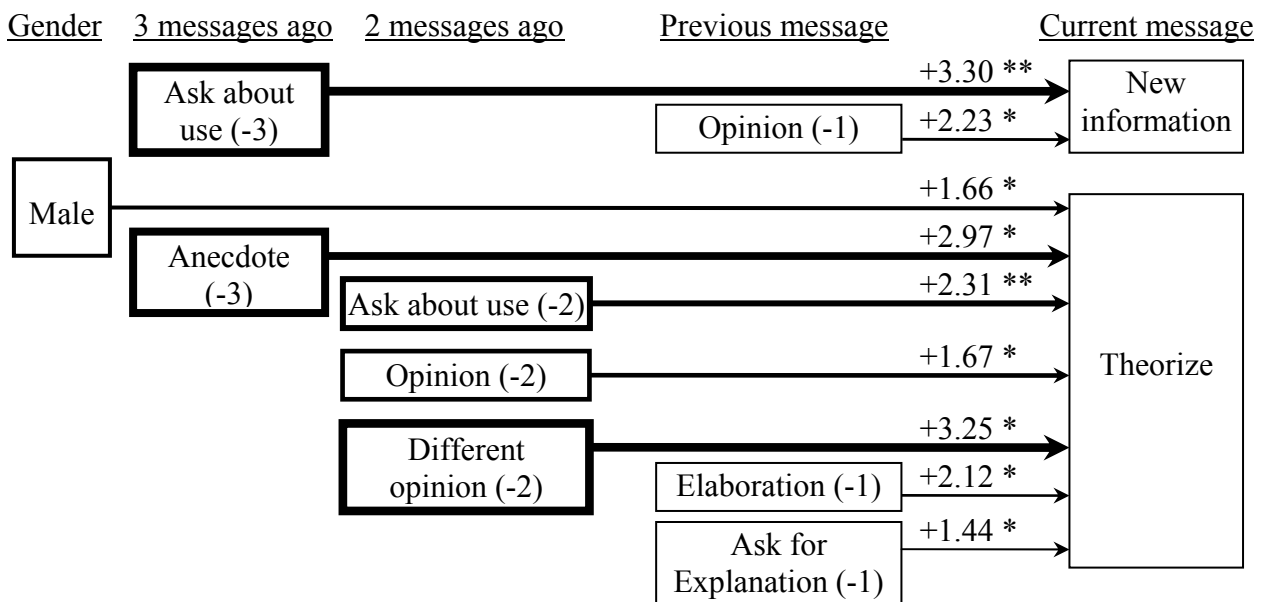 Gender 3 messages ago 2 messages ago Previous message Current message
Ask about
use (-3)
+3.30 **
New
information
Opinion (-1)
+2.23 *
Male
+1.66 *
Anecdote
(-3)
+2.97 *
Ask about use (-2)
+2.31 **
Theorize
Opinion (-2)
+1.67 *
Different
opinion (-2)
+3.25 *
Elaboration (-1)
+2.12 *
Ask for
Explanation (-1)
+1.44 *